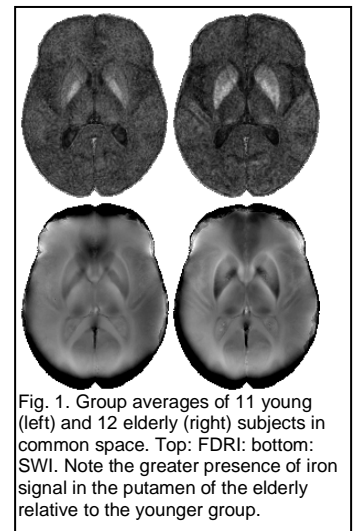 Fig. 1. Group averages of 11 young
(left) and 12 elderly (right) subjects in
common space. Top: FDRI: bottom:
SWI. Note the greater presence of iron
signal in the putamen of the elderly
relative to the younger group.